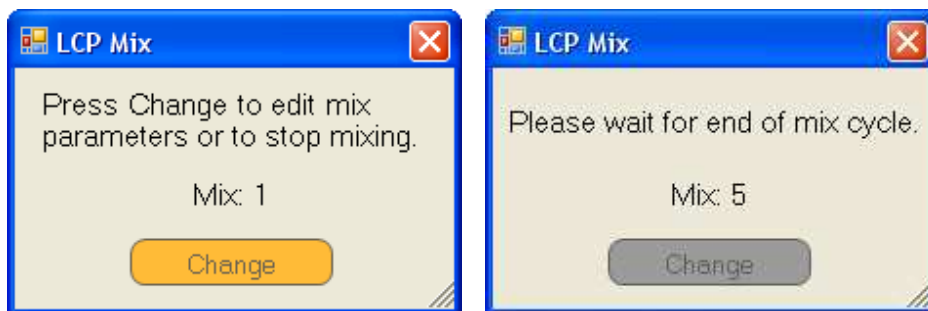 LCP Mix
Press Change to edit mix
parameters or to stop mixing.
Mix: 1
Change
LCP Mix
Please wait for end of mix cycle.
Mix: 5
Change